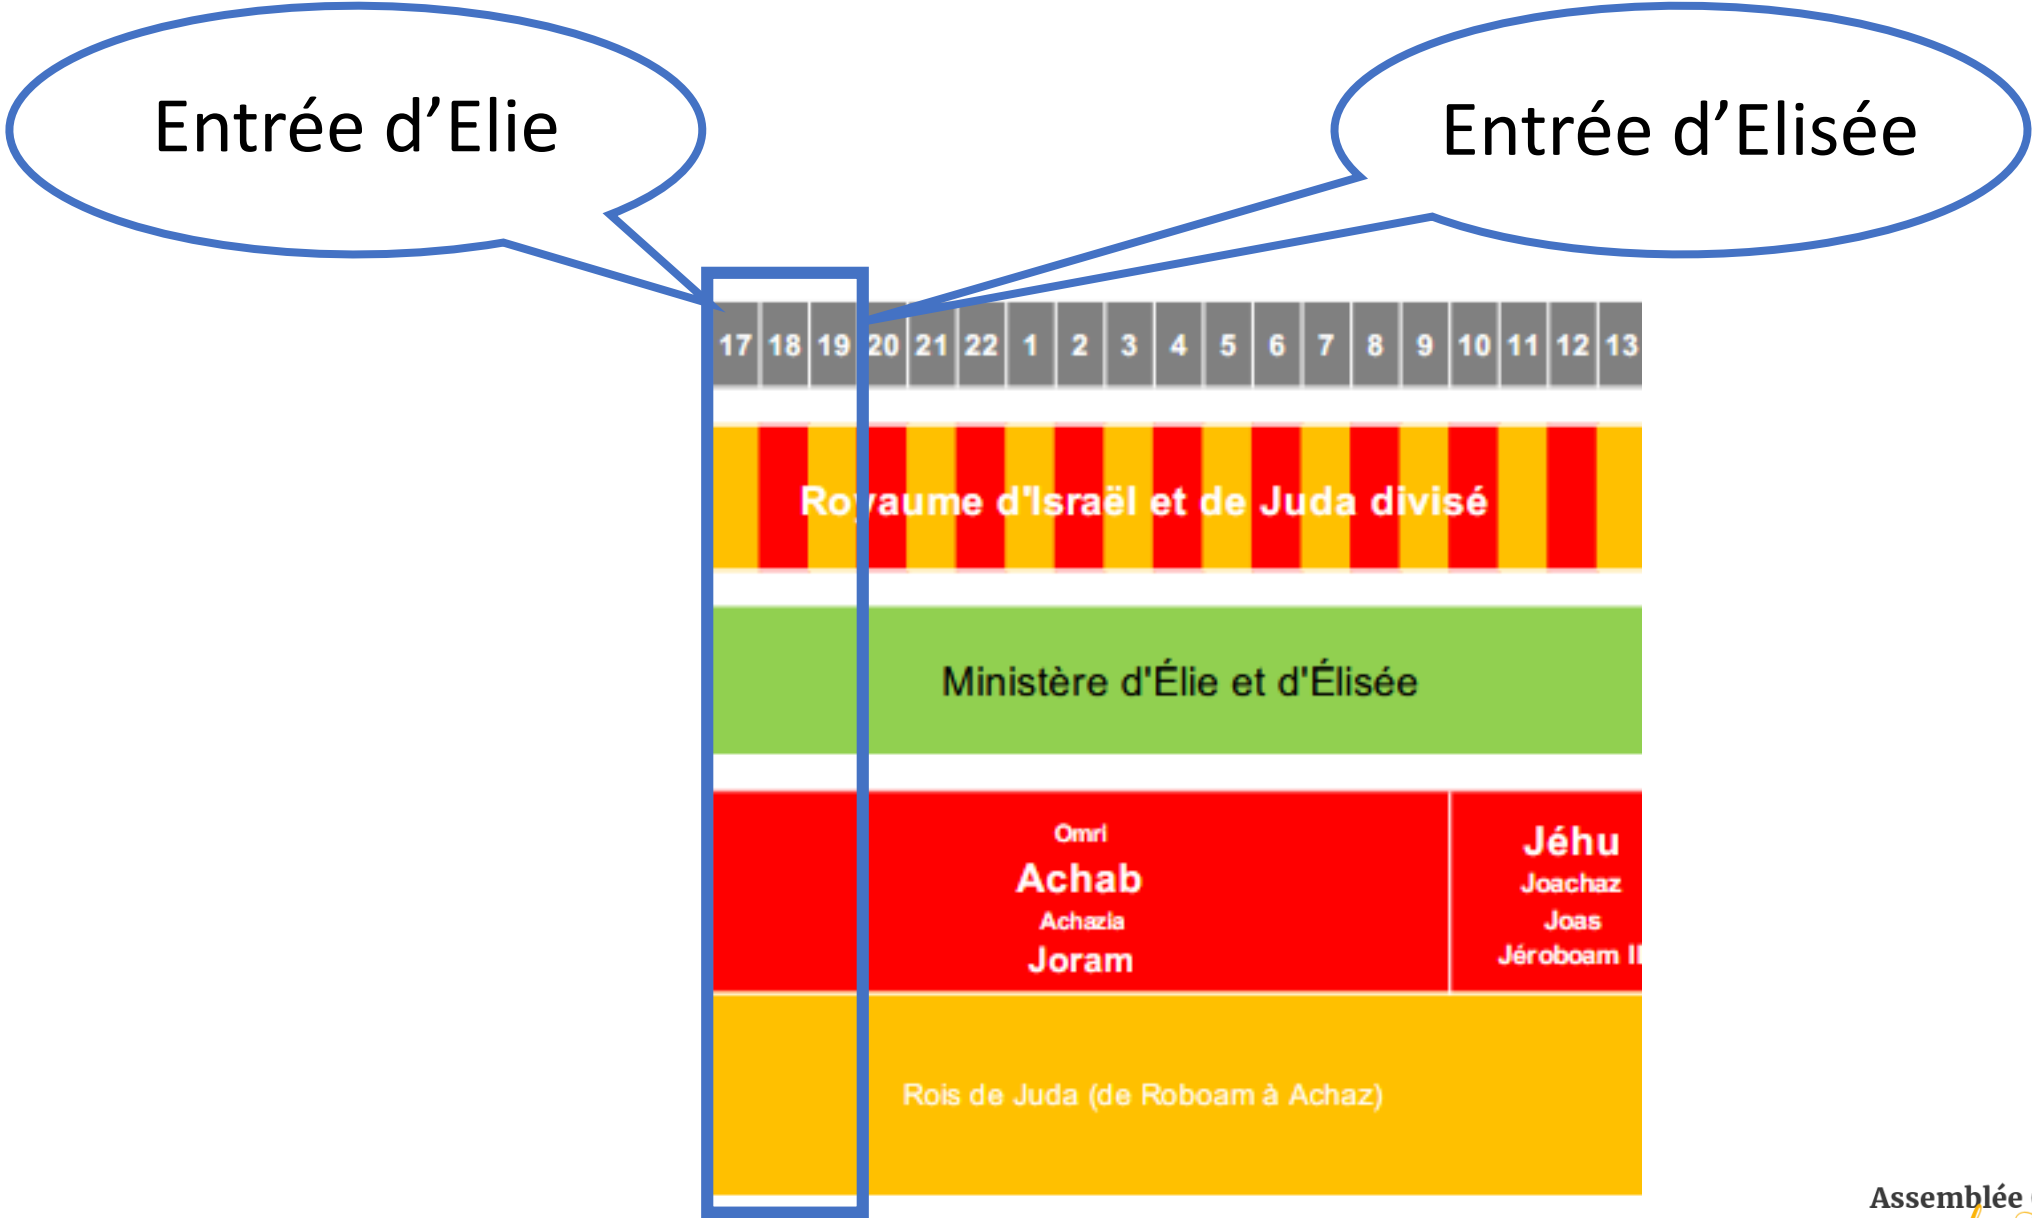 Entrée d’Elie
Entrée d’Elisée
17 18 19 20 21 22 1 2 3 4 5 6 7 8 9 10 11 12 13
Royaume d'Israël et de Juda divisé
Ministère d'Élie et d'Élisée
Omri
Achab
Achazia
Joram
Jéhu
Joachaz
Joas
Jéroboam II
Rois de Juda (de Roboam à Achaz)
Assemblée